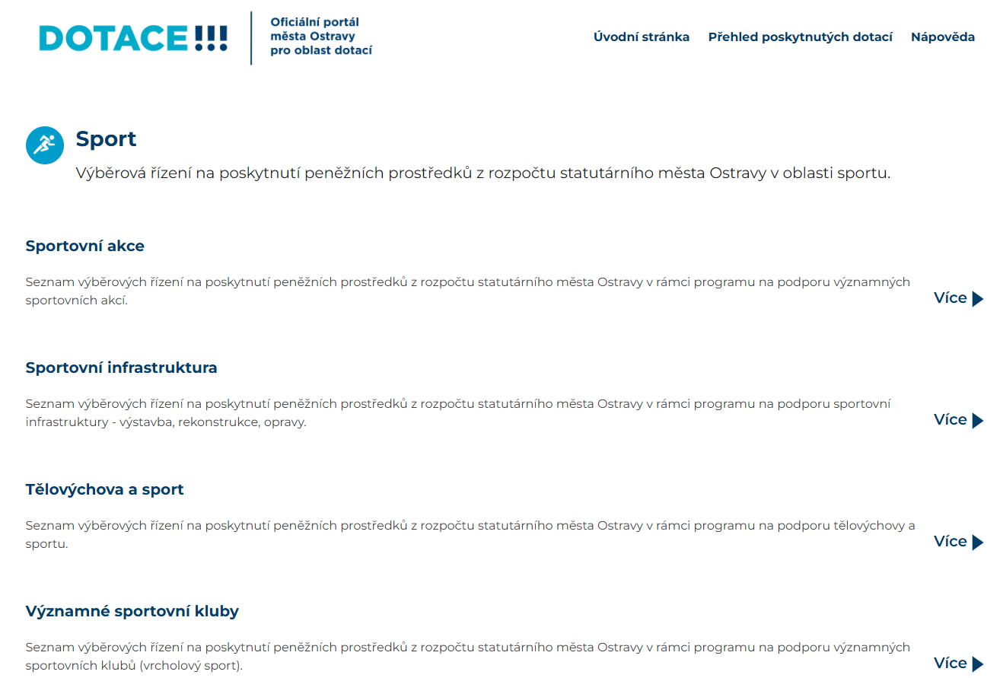 DOTACE!!!
Oficiální portál
města Ostravy
pro oblast dotací
Úvodní stránka
Přehled poskytnutých dotací
Nápověda
Sport
Výběrová řízení na poskytnutí peněžních prostředků z rozpočtu statutárního města Ostravy v oblasti sportu.
Sportovní akce
Seznam výběrových řízení na poskytnutí peněžních prostředků z rozpočtu statutárního města Ostravy v rámci programu na podporu významných
sportovních akcí.
Více
Sportovní infrastruktura
Seznam výběrových řízení na poskytnutí peněžních prostředků z rozpočtu statutárního města Ostravy v rámci programu na podporu sportovní
infrastruktury - výstavba, rekonstrukce, opravy.
Více
Tělovýchova a sport
Seznam výběrových řízení na poskytnutí peněžních prostředků z rozpočtu statutárního města Ostravy v rámci programu na podporu tělovýchovy a
sportu.
Více
Významné sportovní kluby
Seznam výběrových řízení na poskytnutí peněžních prostředků z rozpočtu statutárního města Ostravy v rámci programu na podporu významných
sportovních klubů (vrcholový sport).
Více